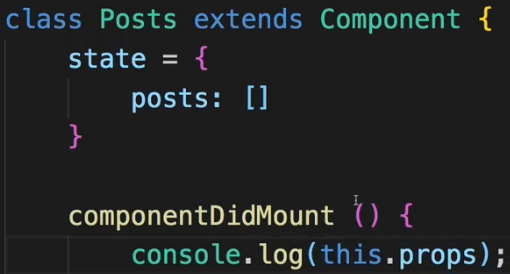 class Posts extends Component {
state = {
posts: []
}
componentDidMount () {
console.log(this.props);